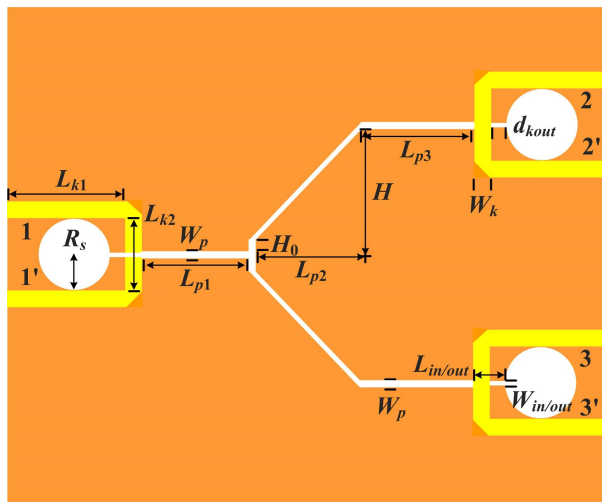 2
d_kout
2'
L_p3
H
W_k
L_k1
L_k2
1
R_s
W_p
H_0
1'
L_p1
L_p2
L_in/out
3
W_in/out
W_p
3'